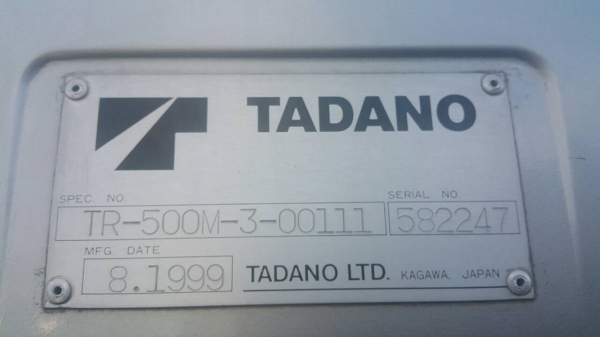 TADANO
SPEC. NO. SERIAL NO.
TR-500M-3-00111 582247
MFG. DATE
8.1999 TADANO LTD. KAGAWA, JAPAN